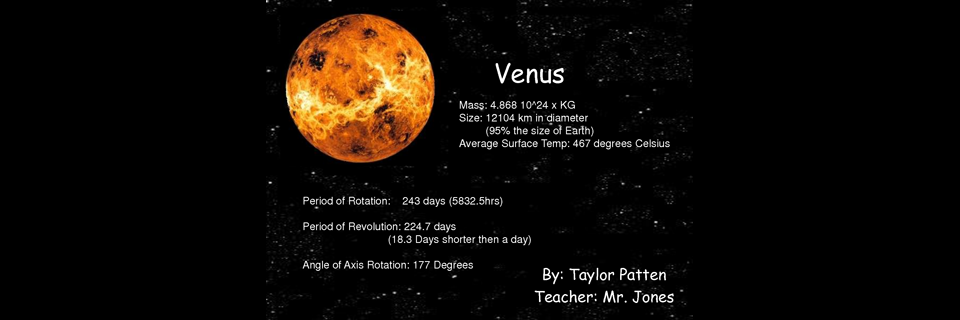 Venus
Mass: 4.868 10^24 x KG
Size: 12104 km in diameter
(95% the size of Earth)
Average Surface Temp: 467 degrees Celsius
Period of Rotation: 243 days (5832.5hrs)
Period of Revolution: 224.7 days
(18.3 Days shorter then a day)
Angle of Axis Rotation: 177 Degrees
By: Taylor Patten
Teacher: Mr. Jones